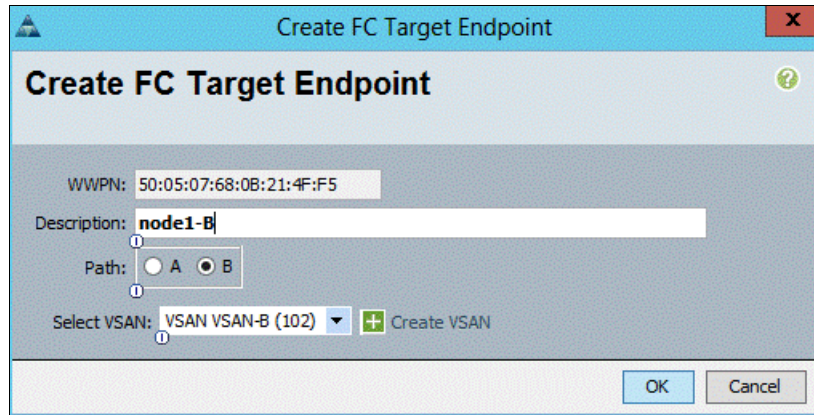 Create FC Target Endpoint
x
Create FC Target Endpoint
?
WWPN: 50:05:07:68:0B:21:4F:F5
Description: node1-B
Path: A B
Select VSAN: VSAN VSAN-B (102) + Create VSAN
OK Cancel